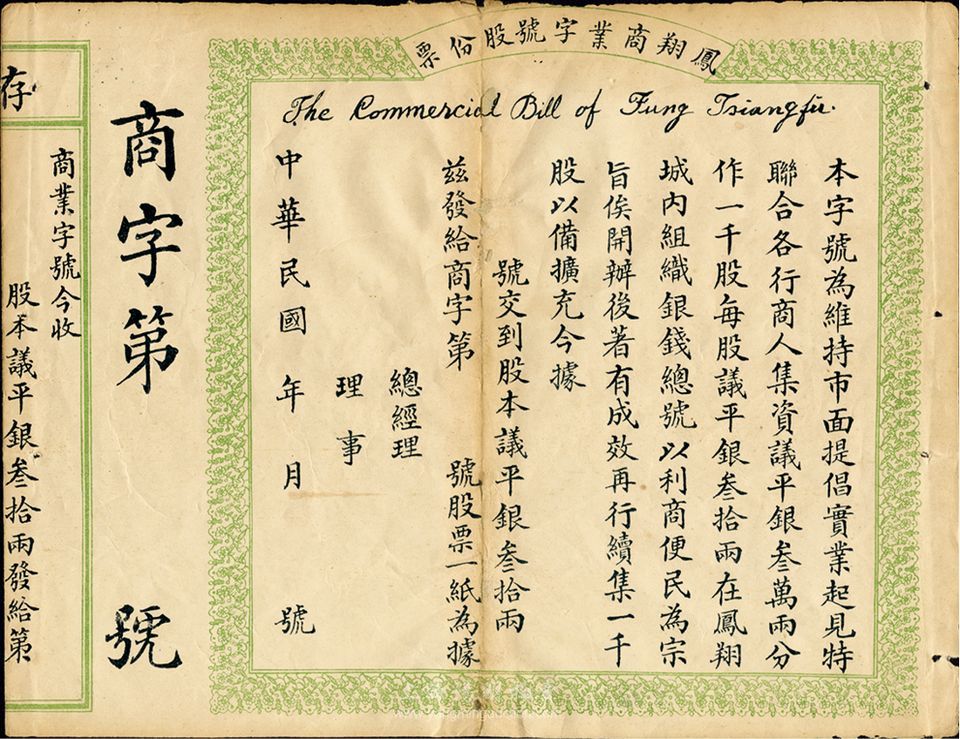 鳳翔商業字號股份票
The Commercial Bill of Fung Tsiangfu.
本字號為維持市面提倡實業起見特
聯合各行商人集資議平銀叁萬兩分
作一千股每股議平銀叁拾兩在鳳翔
城內組織銀錢總號以利商便民為宗
旨俟開辦後著有成效再行續集一千
股以備擴充今據
號交到股本議平銀叁拾兩
茲發給商字第 號股票一紙為據
總經理
理事
中華民國 年 月 號
商字第 號
商業字號今收
股本議平銀叁拾兩發給第
存